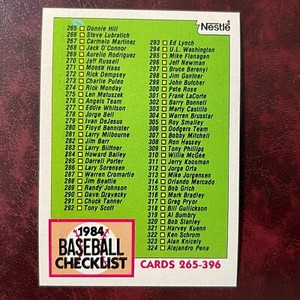 Nestlé
265 Donnie Hill
266 Steve Lubratich
267 Carmelo Martinez
268 Jack O'Connor
269 Aurelio Rodriguez
270 Jeff Russell
271 Moose Haas
272 Rick Dempsey
273 Charlie Puleo
274 Rick Monday
275 Len Matuszek
276 Angels Team
277 Eddie Whitson
278 Jorge Bell
279 Ivan DeJesus
280 Floyd Bannister
281 Larry Milbourne
282 Jim Barr
283 Larry Biittner
284 Howard Bailey
285 Darrell Porter
286 Lary Sorensen
287 Warren Cromartie
288 Jim Beattie
289 Randy Johnson
290 Dave Dravecky
291 Chuck Tanner
292 Tony Scott
293 Ed Lynch
294 U.L. Washington
295 Mike Flanagan
296 Jeff Newman
297 Bruce Berenyi
298 Jim Gantner
299 John Butcher
300 Pete Rose
301 Frank LaCorte
302 Barry Bonnell
303 Marty Castillo
304 Warren Brusstar
305 Roy Smalley
306 Dodgers Team
307 Bobby Mitchell
308 Ron Hassey
309 Tony Phillips
310 Willie McGee
311 Jerry Koosman
312 Jorge Orta
313 Mike Jorgensen
314 Orlando Mercado
315 Bob Grich
316 Mark Bradley
317 Greg Pryor
318 Bill Gullickson
319 Al Bumbry
320 Bob Stanley
321 Harvey Kuenn
322 Ken Schrom
323 Alan Knicely
324 Alejandro Pena
1984
BASEBALL
CHECKLIST
CARDS 265-396